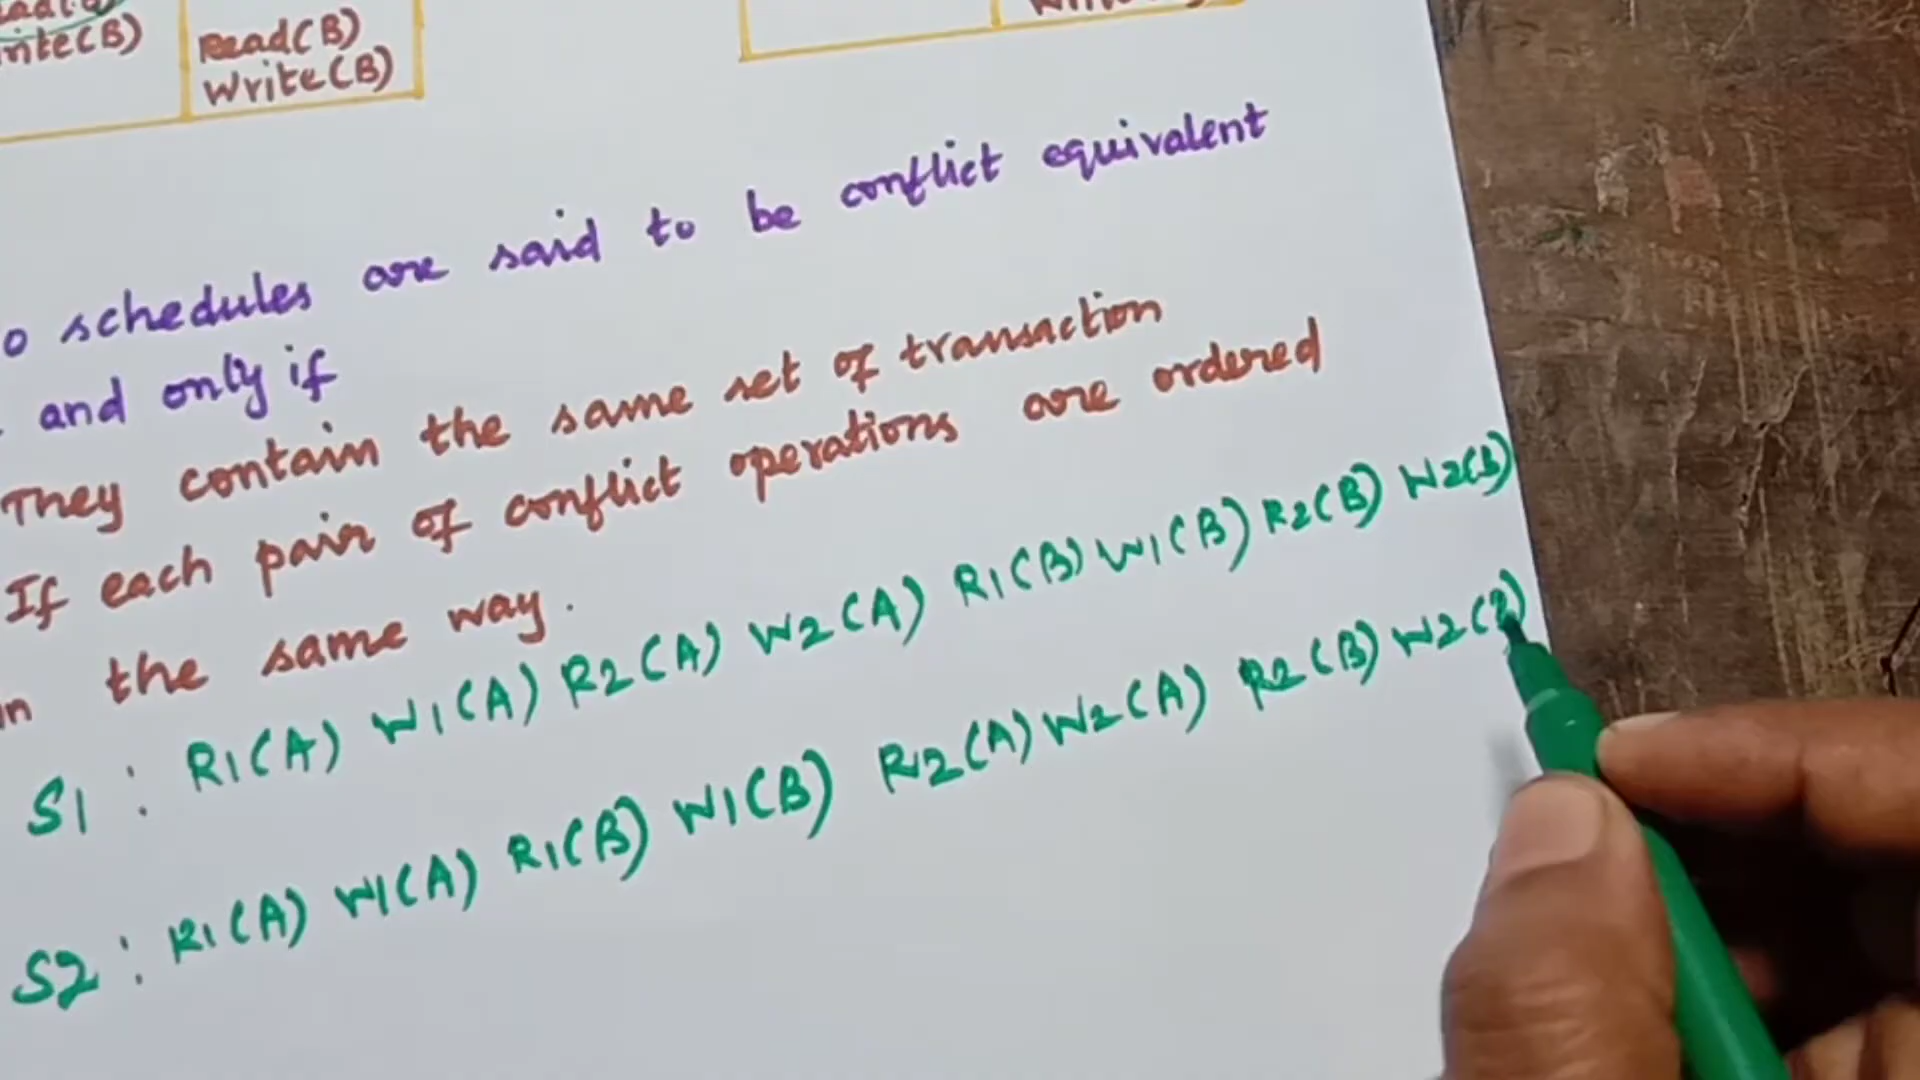 Write(B)
Read(B)
Write(B)
schedules are said to be conflict equivalent
and only if
They contain the same set of transaction
If each pair of conflict operations are ordered
the same way.
S1 : R1(A) W1(A) R2(A) W2(A) R1(B) W1(B) R2(B) W2(B)
S2 : R1(A) W1(A) R1(B) W1(B) R2(A) W2(A) R2(B) W2(B)